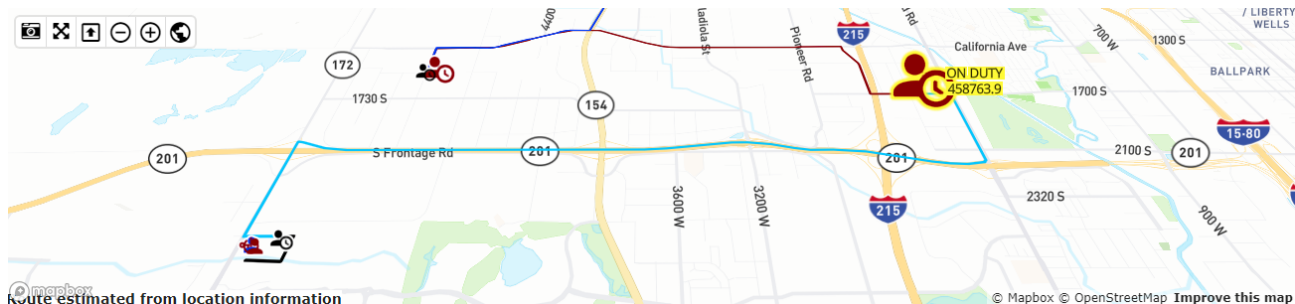 / LIBERTY
WELLS
4400
ladiola St
Rd
700 W
1300 S
215
California Ave
172
Pioneer Rd
ON DUTY
458763.9
BALLPARK
1730 S
154
1700 S
15-80
201
S Frontage Rd
201
201
2100 S
201
3600 W
3200 W
2320 S
215
900 W
mapbox
Route estimated from location information
© Mapbox © OpenStreetMap Improve this map